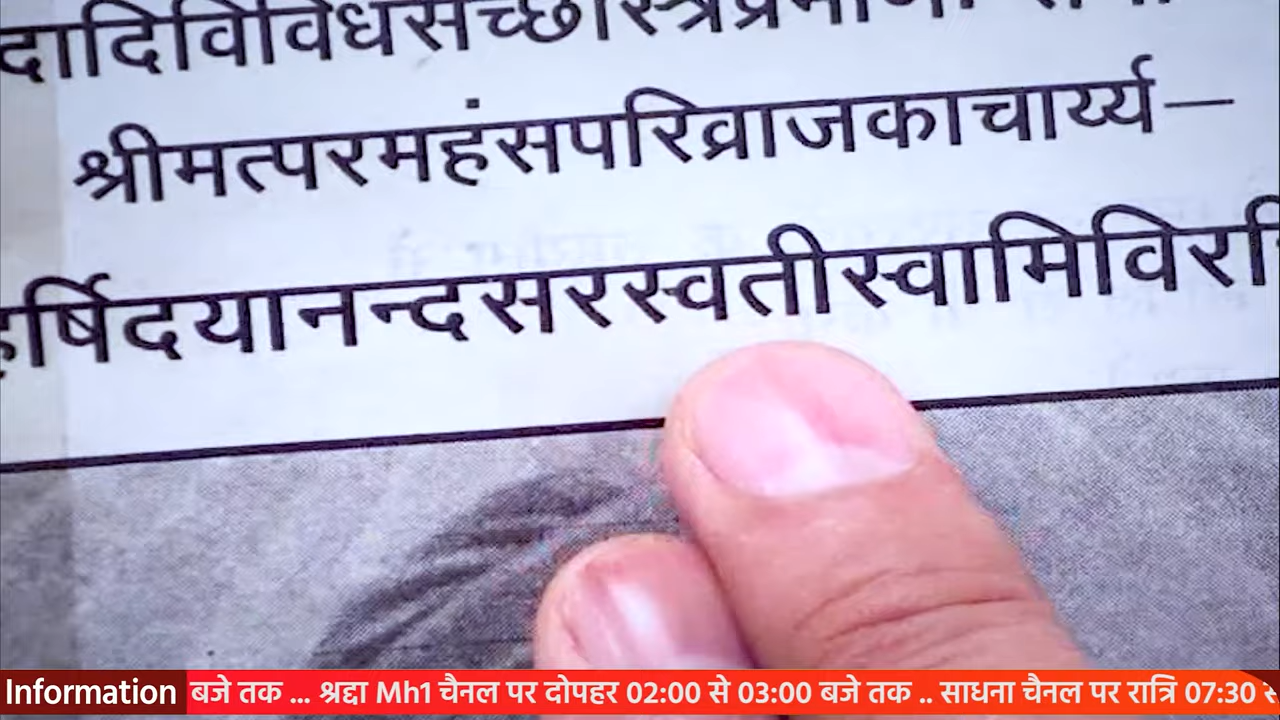 दादिविविधसच्छास्त्रप्रमाण
श्रीमत्परमहंसपरिव्राजकाचार्य्य—
र्षिदयानन्दसरस्वतीस्वामिविर
Information बजे तक ... श्रद्दा Mh1 चैनल पर दोपहर 02:00 से 03:00 बजे तक .. साधना चैनल पर रात्रि 07:30